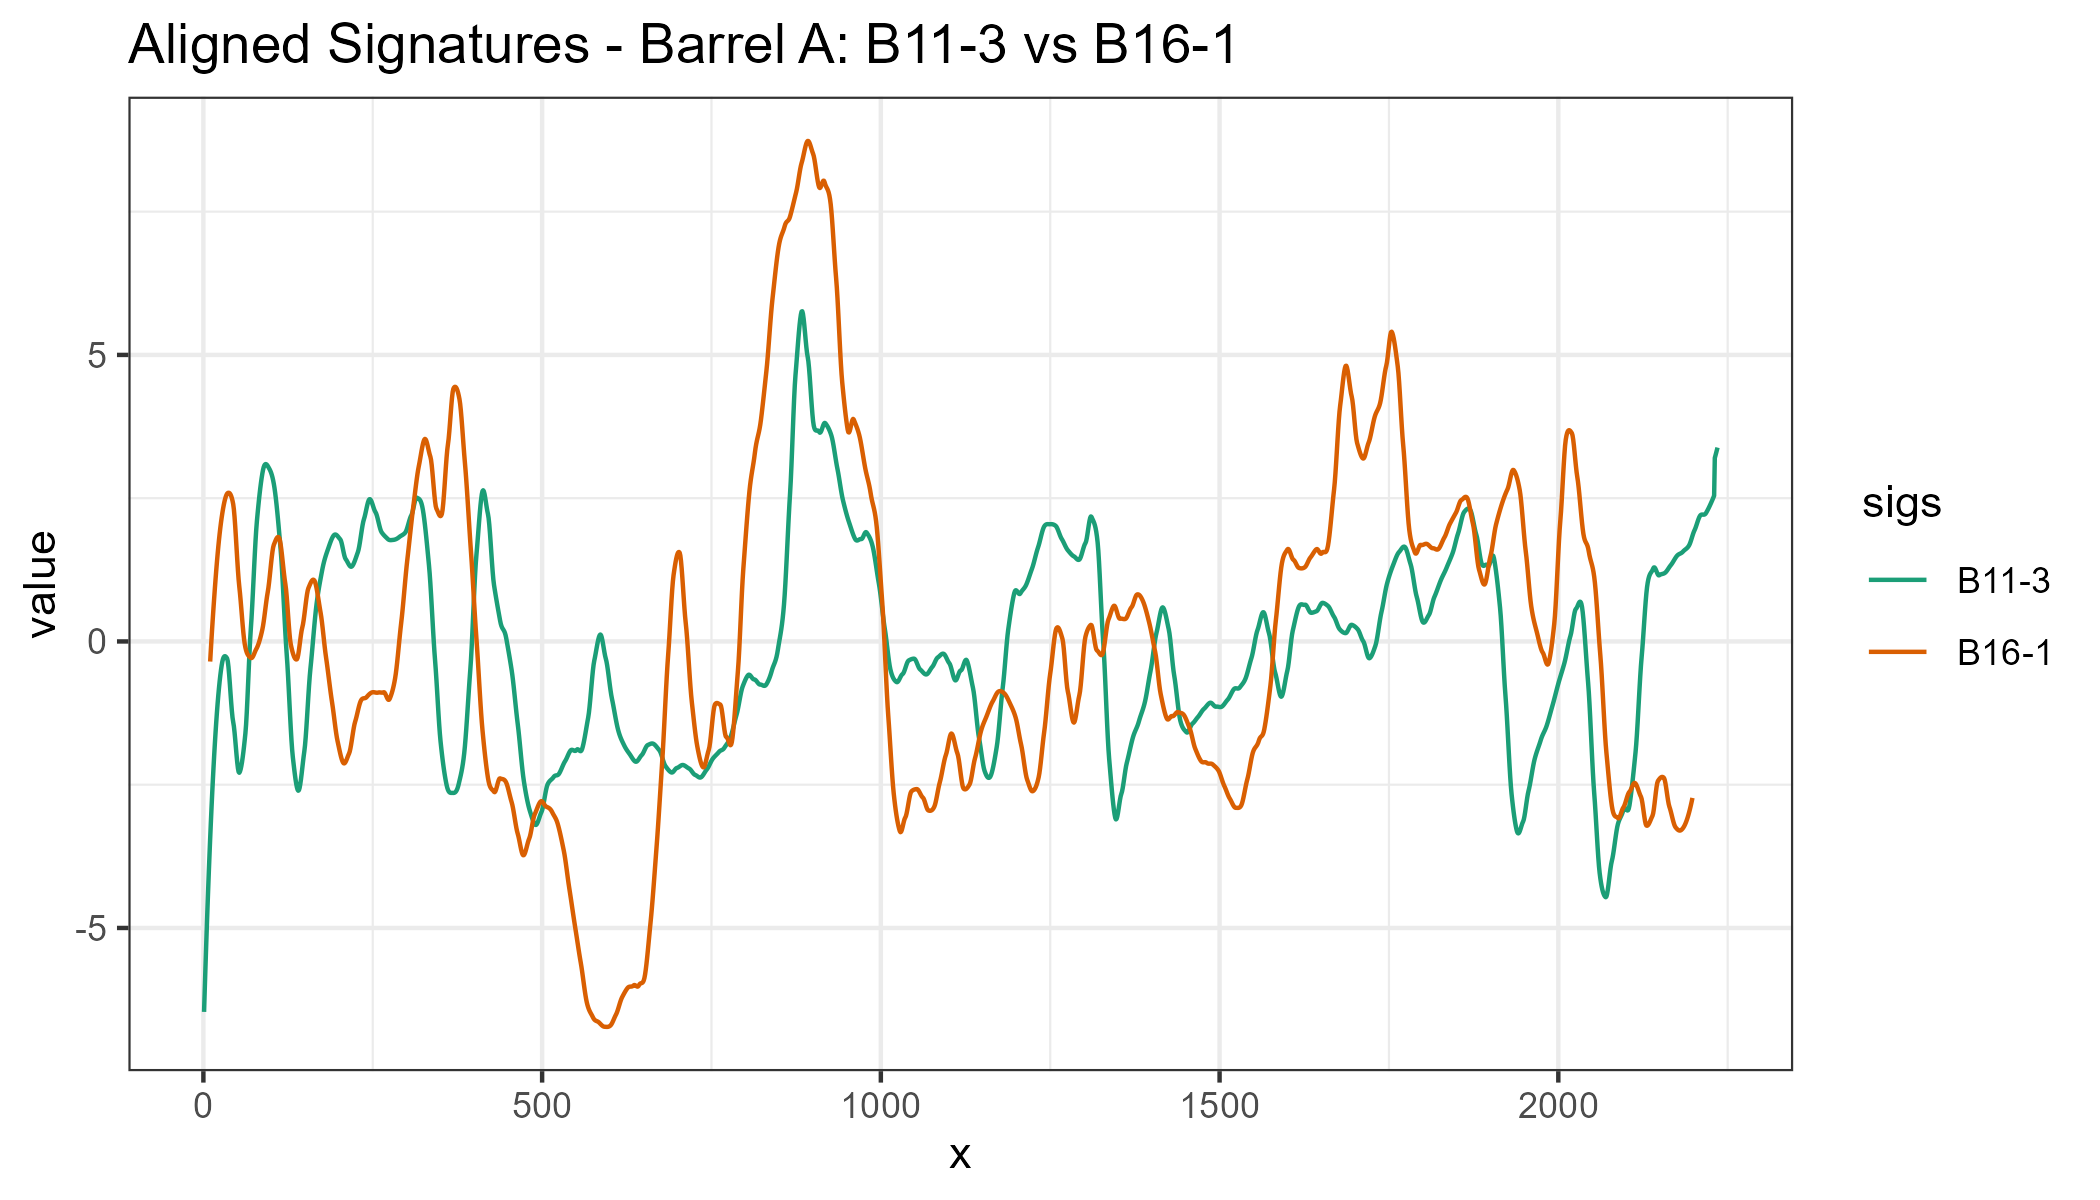 Aligned Signatures - Barrel A: B11-3 vs B16-1
value
5
0
-5
0
500
1000
1500
2000
x
sigs
B11-3
B16-1